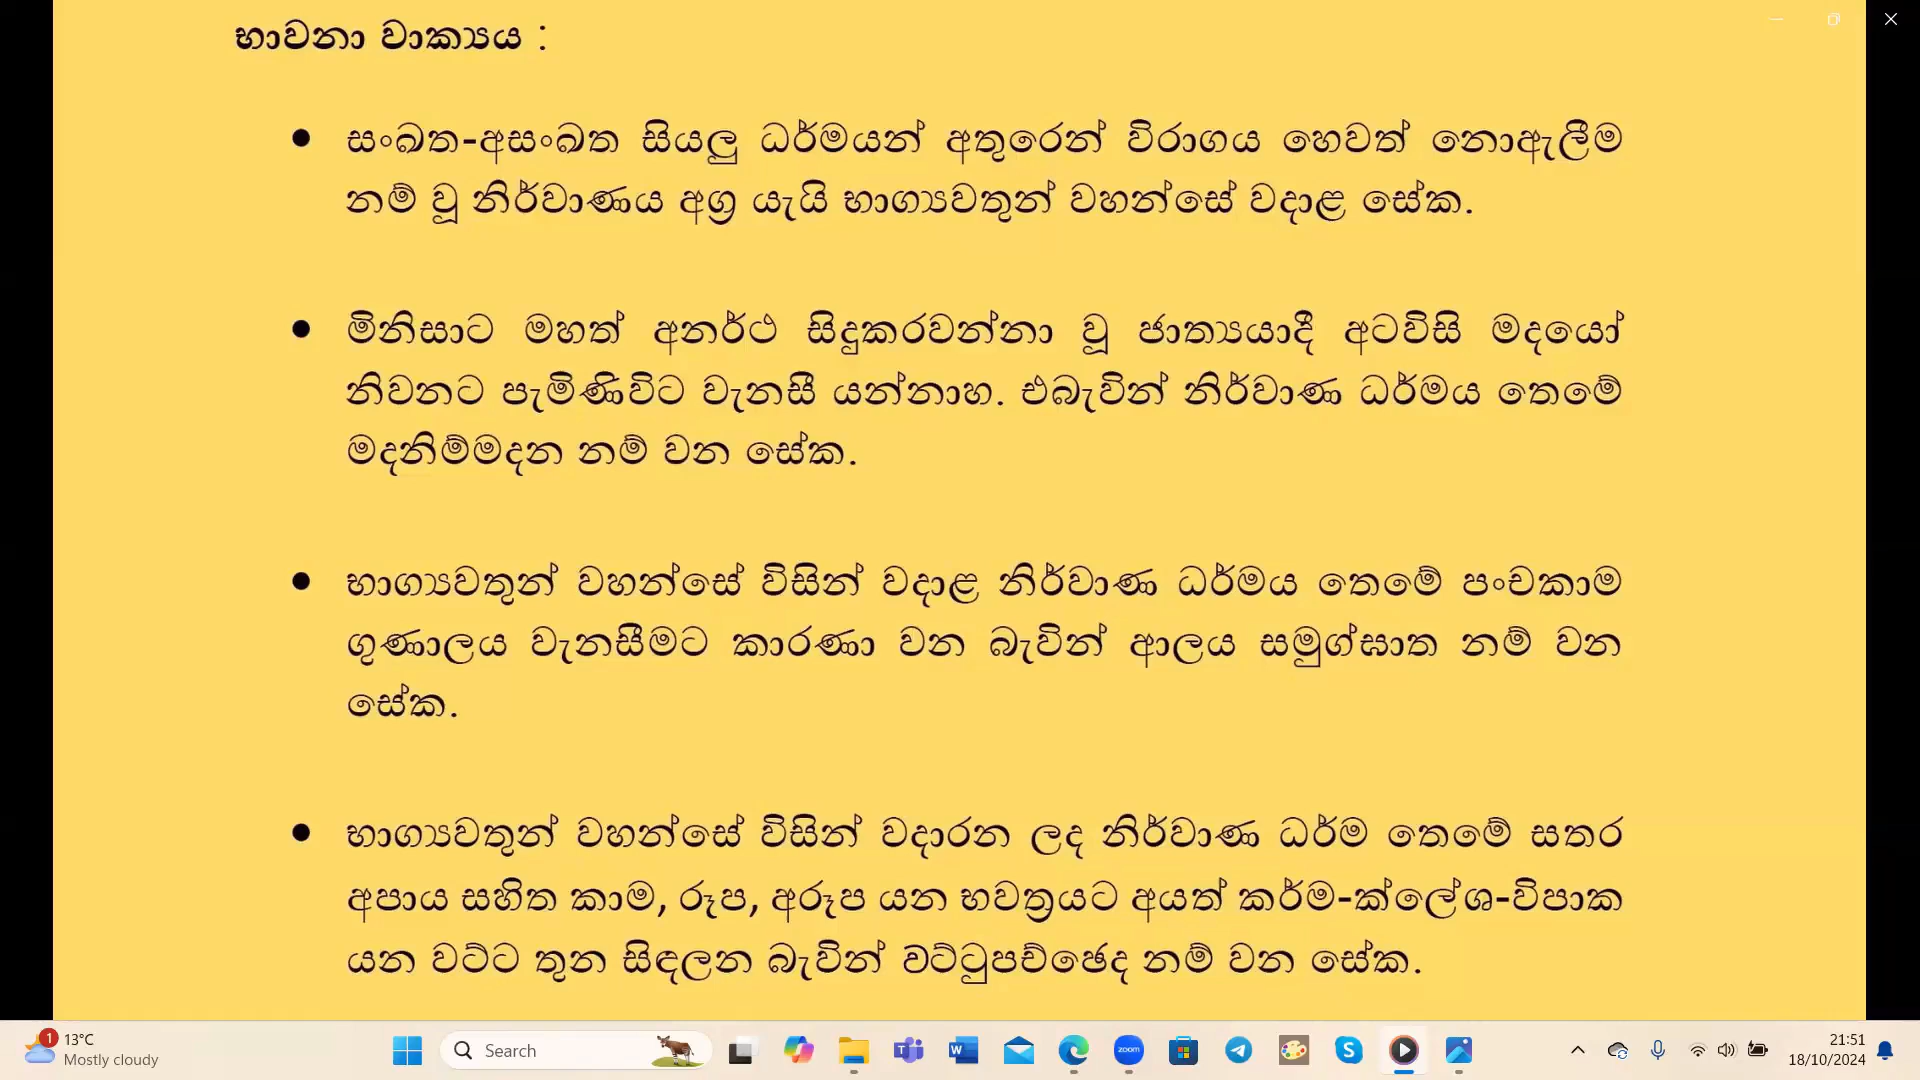 භාවනා වාක්‍යය :
● සංඛත-අසංඛත සියලු ධර්මයන් අතුරෙන් විරාගය හෙවත් නොඇලීම
නම් වූ නිර්වාණය අග්‍ර යැයි භාග්‍යවතුන් වහන්සේ වදාළ සේක.
● මිනිසාට මහත් අනර්ථ සිදුකරවන්නා වූ ජාත්‍යයාදී අටවිසි මදයෝ
නිවනට පැමිණිවිට වැනසී යන්නාහ. එබැවින් නිර්වාණ ධර්මය තෙමේ
මදනිම්මදන නම් වන සේක.
● භාග්‍යවතුන් වහන්සේ විසින් වදාළ නිර්වාණ ධර්මය තෙමේ පංචකාම
ගුණාලය වැනසීමට කාරණා වන බැවින් ආලය සමුග්ඝාත නම් වන
සේක.
● භාග්‍යවතුන් වහන්සේ විසින් වදාරන ලද නිර්වාණ ධර්ම තෙමේ සතර
අපාය සහිත කාම, රූප, අරූප යන භවත්‍රයට අයත් කර්ම-ක්ලේශ-විපාක
යන වට්ට තුන සිඳලන බැවින් වට්ටුපච්ඡෙද නම් වන සේක.
1
13°C
Mostly cloudy
Search
zoom
21:51
18/10/2024